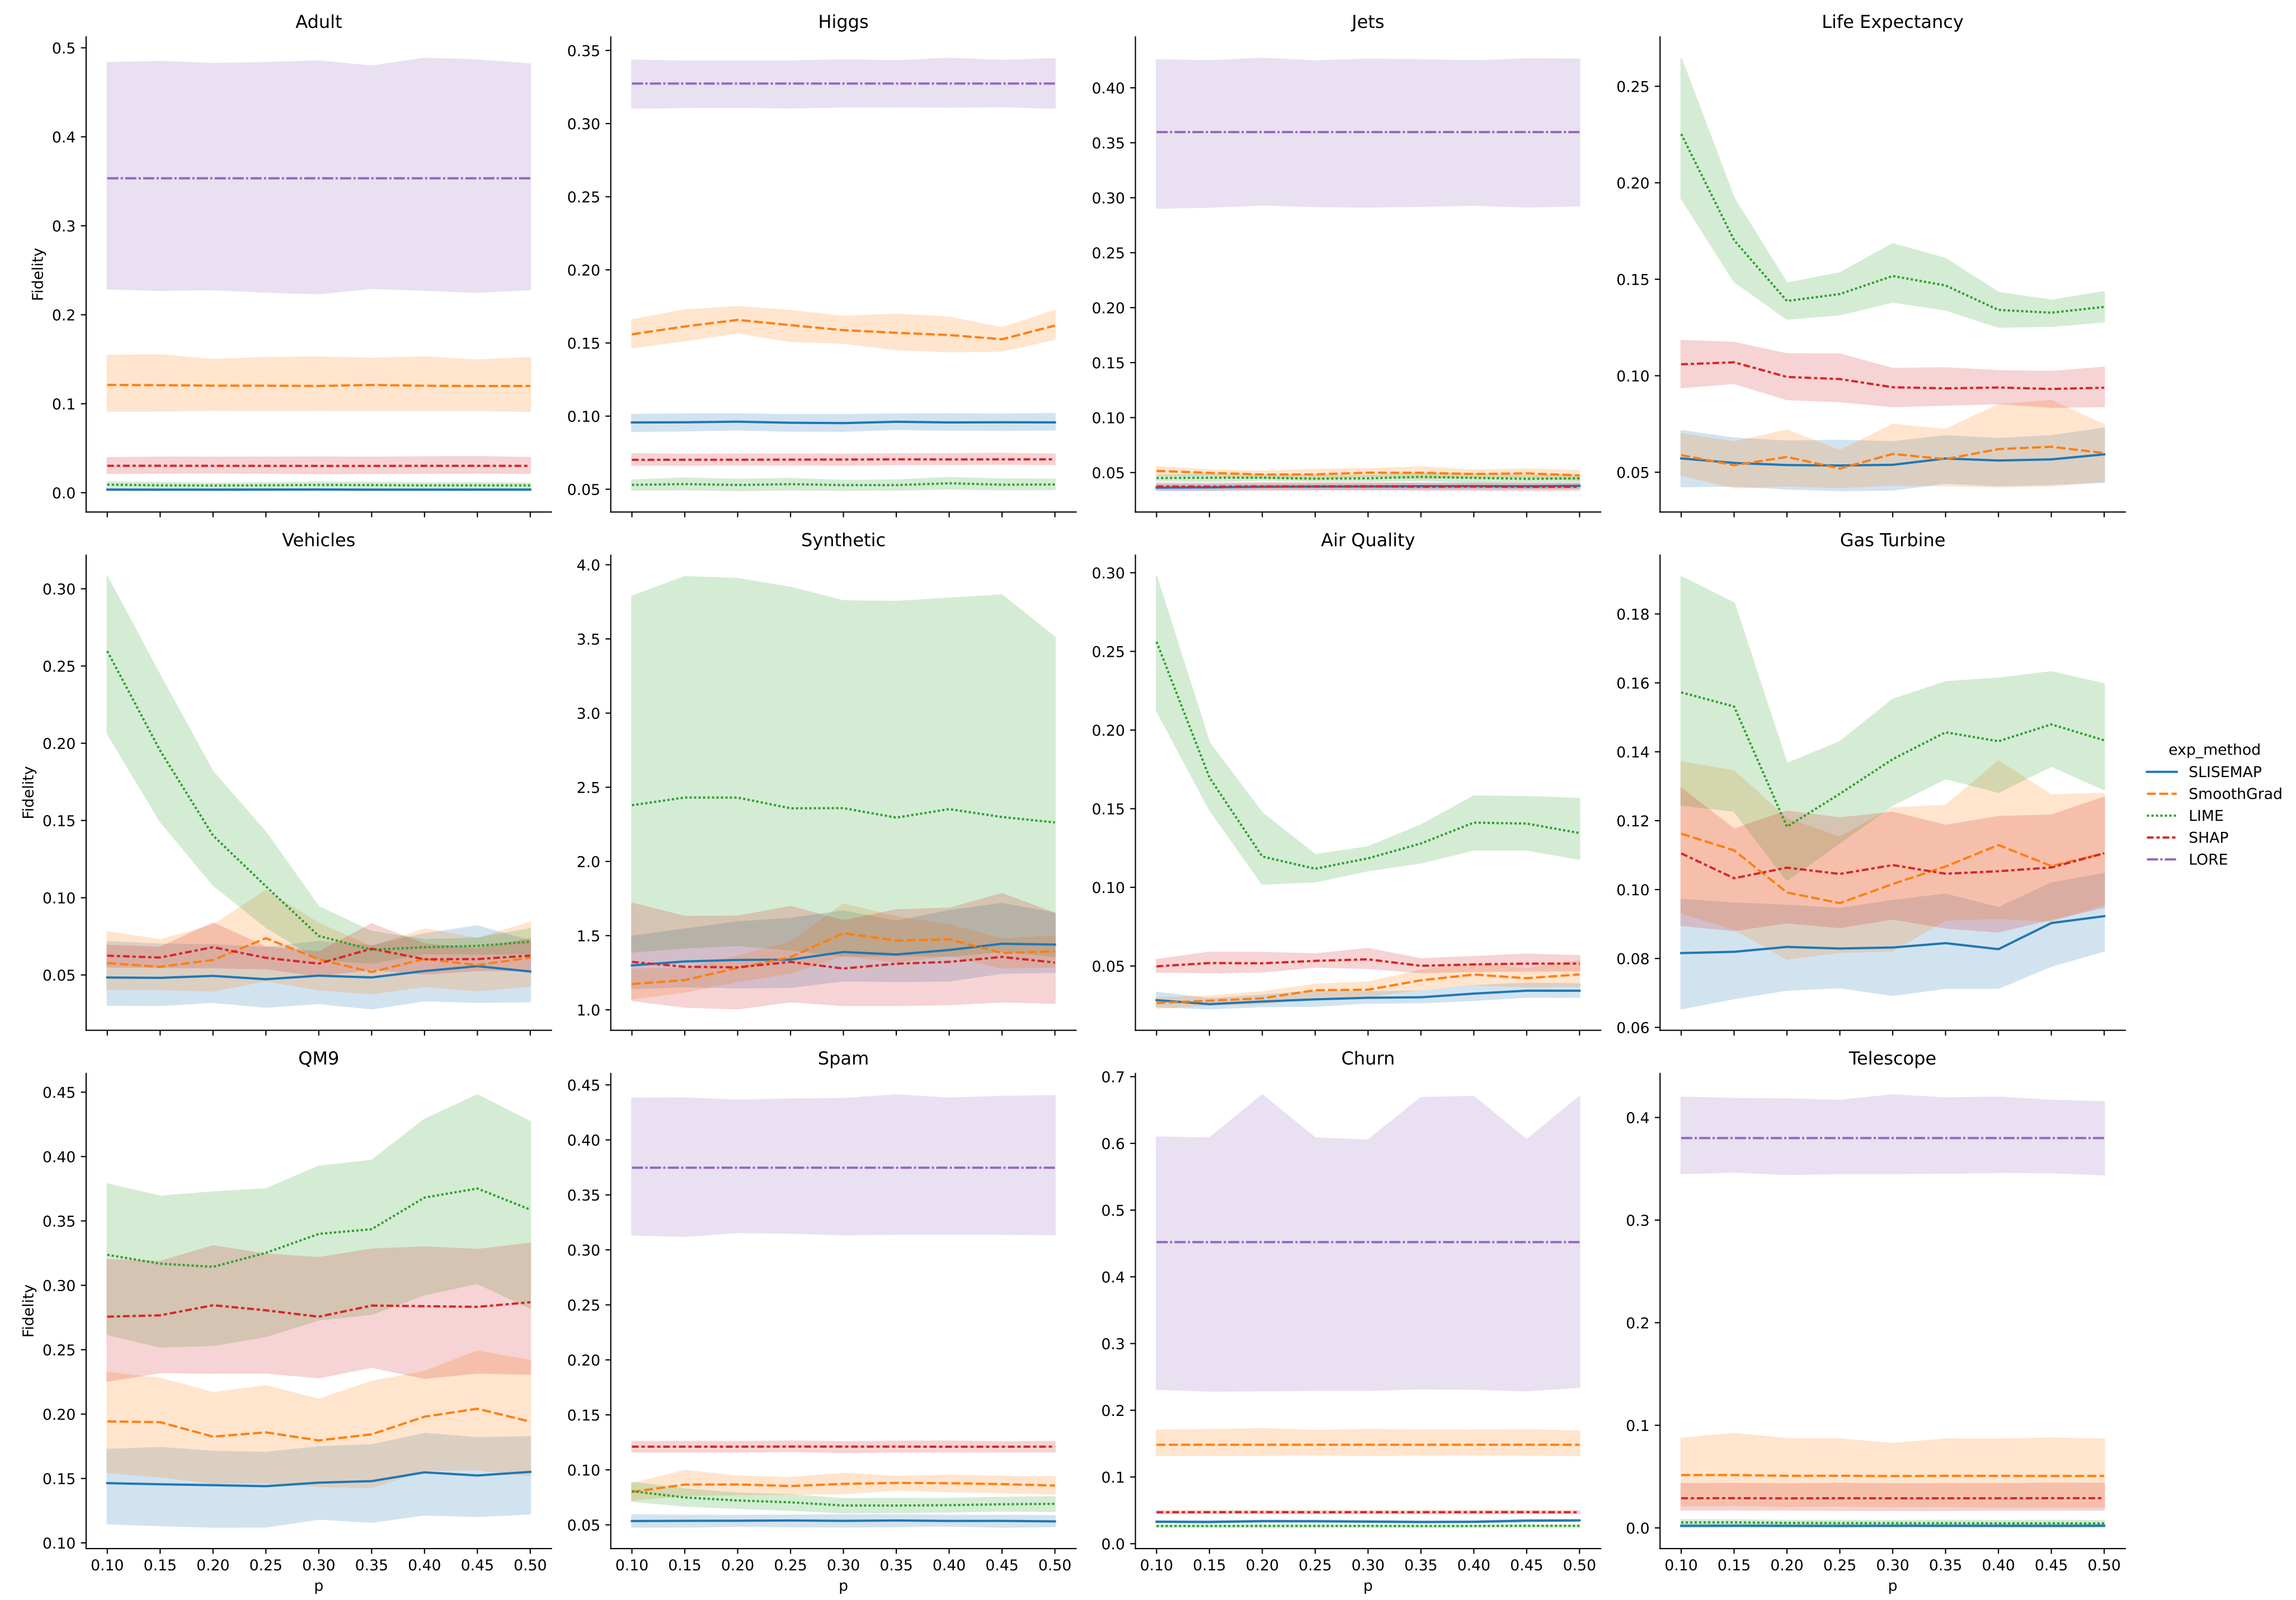 Adult
Higgs
Jets
Life Expectancy
0.5
0.4
0.3
0.2
0.1
0.0
Fidelity
0.35
0.30
0.25
0.20
0.15
0.10
0.05
0.40
0.35
0.30
0.25
0.20
0.15
0.10
0.05
0.25
0.20
0.15
0.10
0.05
Vehicles
Synthetic
Air Quality
Gas Turbine
0.30
0.25
0.20
0.15
0.10
0.05
Fidelity
4.0
3.5
3.0
2.5
2.0
1.5
1.0
0.30
0.25
0.20
0.15
0.10
0.05
0.18
0.16
0.14
0.12
0.10
0.08
0.06
exp_method
SLISEMAP
SmoothGrad
LIME
SHAP
LORE
QM9
Spam
Churn
Telescope
0.45
0.40
0.35
0.30
0.25
0.20
0.15
0.10
Fidelity
0.45
0.40
0.35
0.30
0.25
0.20
0.15
0.10
0.05
0.7
0.6
0.5
0.4
0.3
0.2
0.1
0.0
0.4
0.3
0.2
0.1
0.0
0.10 0.15 0.20 0.25 0.30 0.35 0.40 0.45 0.50
p
0.10 0.15 0.20 0.25 0.30 0.35 0.40 0.45 0.50
p
0.10 0.15 0.20 0.25 0.30 0.35 0.40 0.45 0.50
p
0.10 0.15 0.20 0.25 0.30 0.35 0.40 0.45 0.50
p